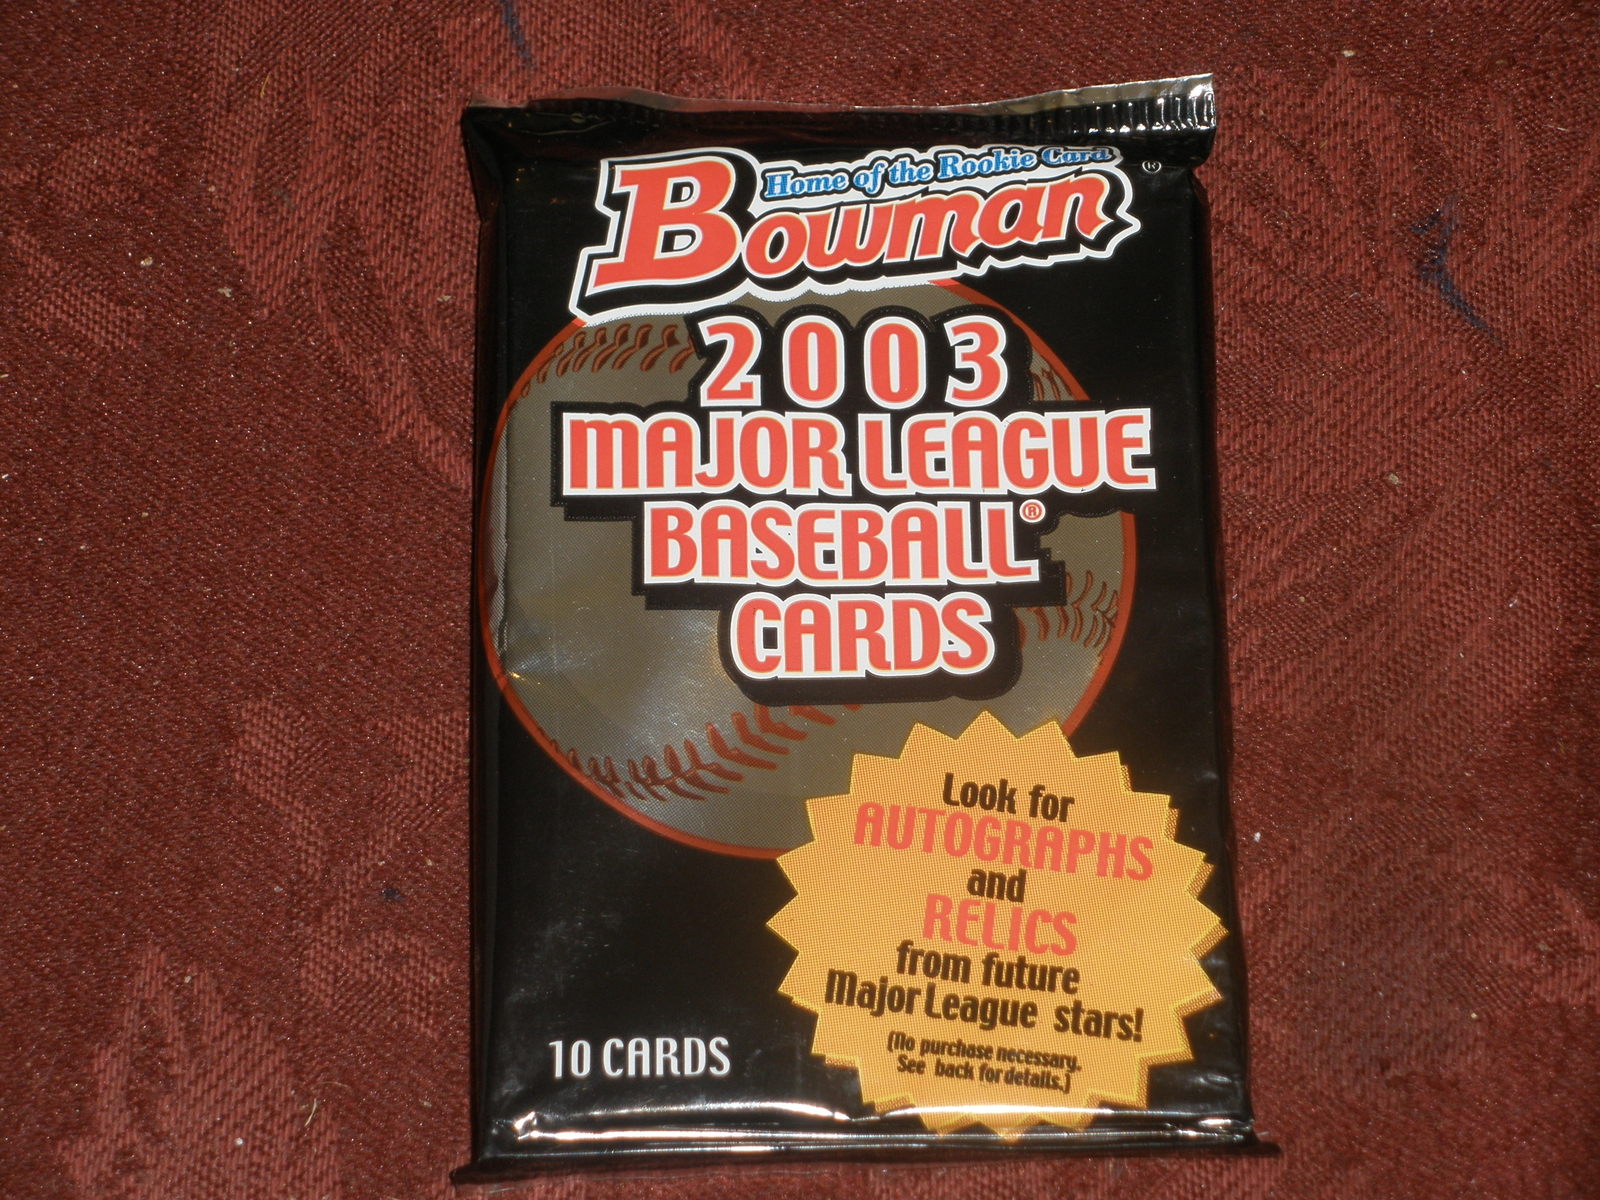 Home of the Rookie Card
Bowman®
2003
MAJOR LEAGUE
BASEBALL®
CARDS
Look for
AUTOGRAPHS
and
RELICS
from future
Major League stars!
(No purchase necessary.
See back for details.)
10 CARDS